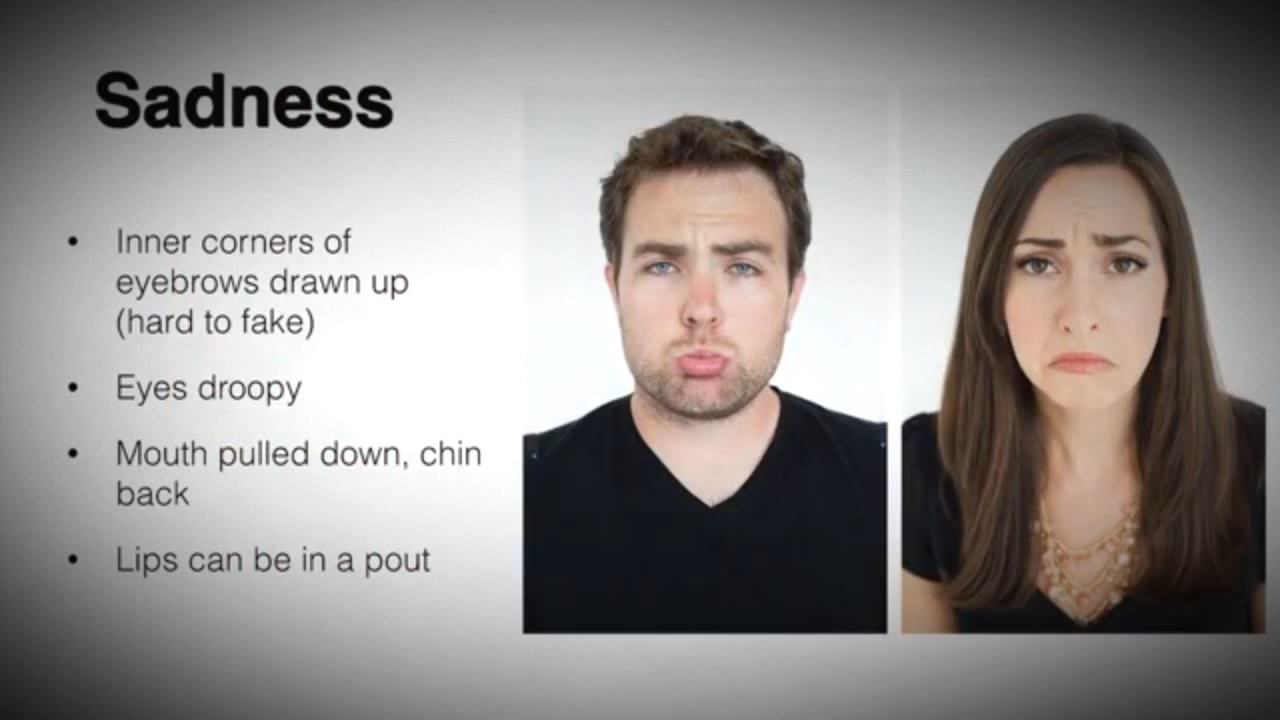 Sadness
• Inner corners of
eyebrows drawn up
(hard to fake)
• Eyes droopy
• Mouth pulled down, chin
back
• Lips can be in a pout